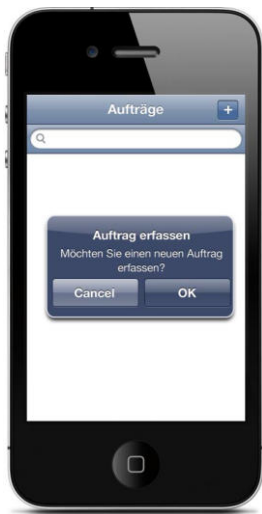 Aufträge +
Auftrag erfassen
Möchten Sie einen neuen Auftrag
erfassen?
Cancel OK